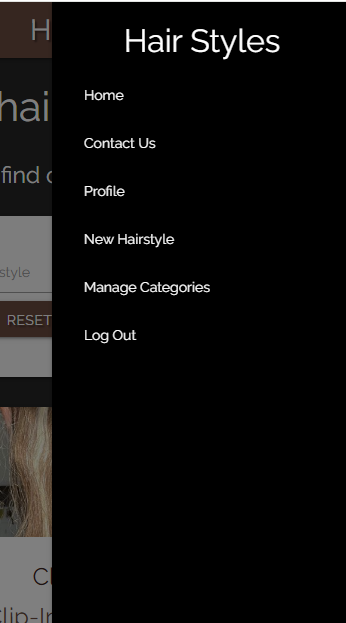 Hair Styles
Home
Contact Us
Profile
New Hairstyle
Manage Categories
Log Out
H
hai
find
style
RESET
Cl
Clip-In